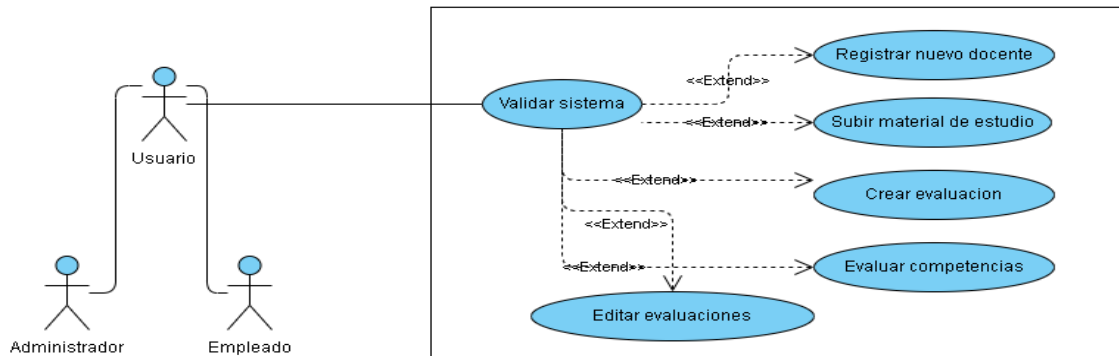 Registrar nuevo docente
<<Extend>>
Validar sistema
Subir material de estudio
<<Extend>>
Usuario
<<Extend>>
Crear evaluacion
<<Extend>>
<<Extend>>
Evaluar competencias
Editar evaluaciones
Administrador
Empleado